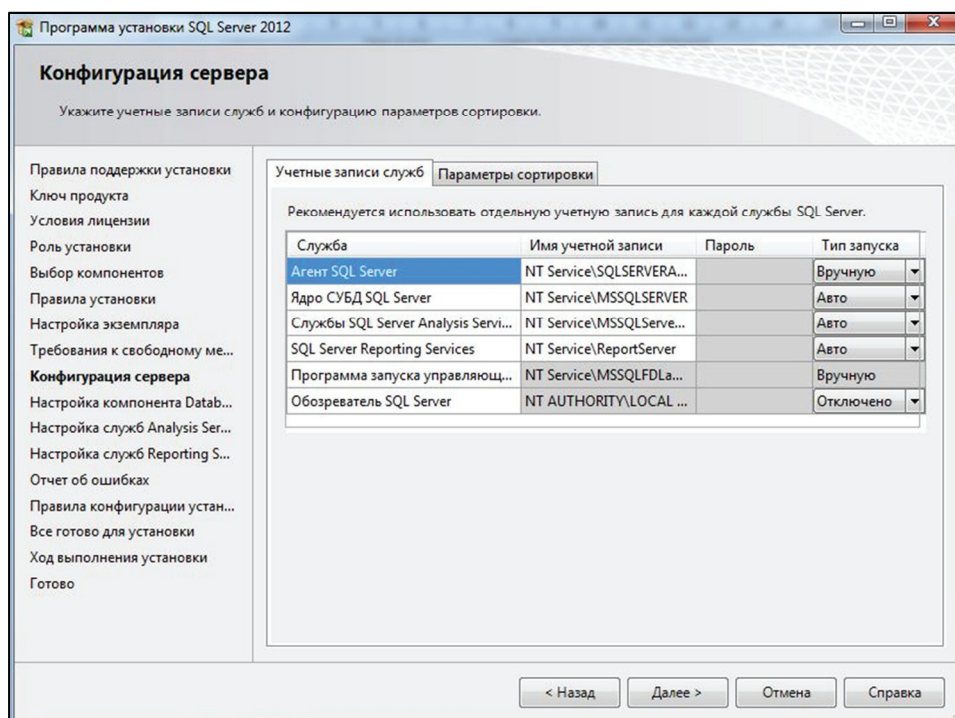 Программа установки SQL Server 2012
Конфигурация сервера
Укажите учетные записи служб и конфигурацию параметров сортировки.
Правила поддержки установки
Ключ продукта
Условия лицензии
Роль установки
Выбор компонентов
Правила установки
Настройка экземпляра
Требования к свободному ме...
Конфигурация сервера
Настройка компонента Datab...
Настройка служб Analysis Ser...
Настройка служб Reporting S...
Отчет об ошибках
Правила конфигурации устан...
Все готово для установки
Ход выполнения установки
Готово
Учетные записи служб Параметры сортировки
Рекомендуется использовать отдельную учетную запись для каждой службы SQL Server.
Служба Имя учетной записи Пароль Тип запуска
Агент SQL Server NT Service\SQLSERVERA... Вручную
Ядро СУБД SQL Server NT Service\MSSQLSERVER Авто
Службы SQL Server Analysis Servi... NT Service\MSSQLServe... Авто
SQL Server Reporting Services NT Service\ReportServer Авто
Программа запуска управляющ... NT Service\MSSQLFDLa... Вручную
Обозреватель SQL Server NT AUTHORITY\LOCAL ... Отключено
< Назад Далее > Отмена Справка